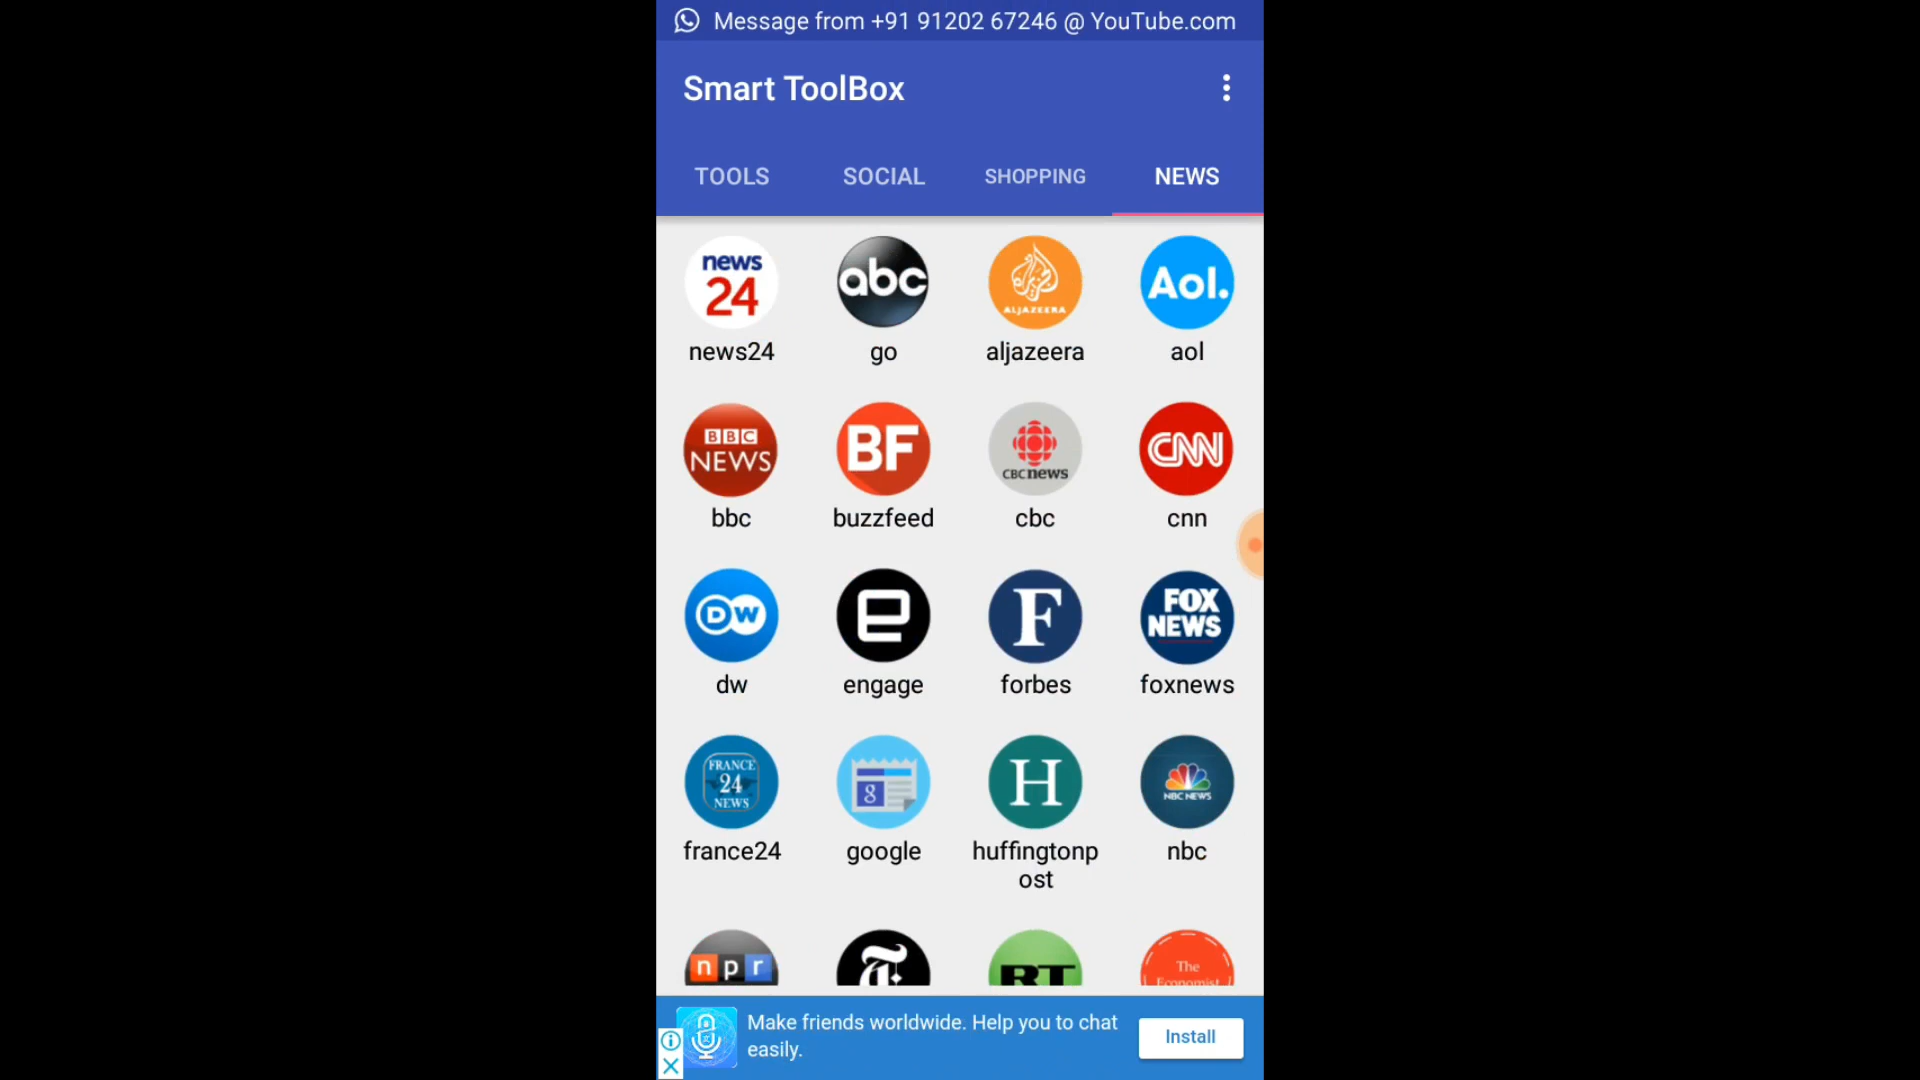 Message from +91 91202 67246 @ YouTube.com
Smart ToolBox
TOOLS SOCIAL SHOPPING NEWS
news 24 abc ALJAZEERA Aol.
news24 go aljazeera aol
BBC NEWS BF CBCnews CNN
bbc buzzfeed cbc cnn
DW e F FOX NEWS
dw engage forbes foxnews
FRANCE 24 NEWS 8 H NBC NEWS
france24 google huffingtonp nbc
ost
npr T RT The Economist
Make friends worldwide. Help you to chat
easily.
Install